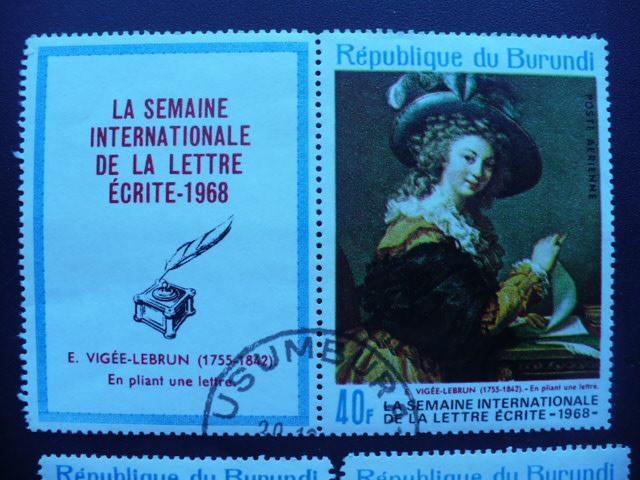 LA SEMAINE
INTERNATIONALE
DE LA LETTRE
ÉCRITE-1968
E. VIGÉE-LEBRUN (1755-1842)
En pliant une lettre.
République du Burundi
POSTE AÉRIENNE
E. VIGÉE-LEBRUN (1755-1842). - En pliant une lettre.
40F
LA SEMAINE INTERNATIONALE
DE LA LETTRE ÉCRITE -1968-
USUMBURA
République du Burundi
République du Burundi